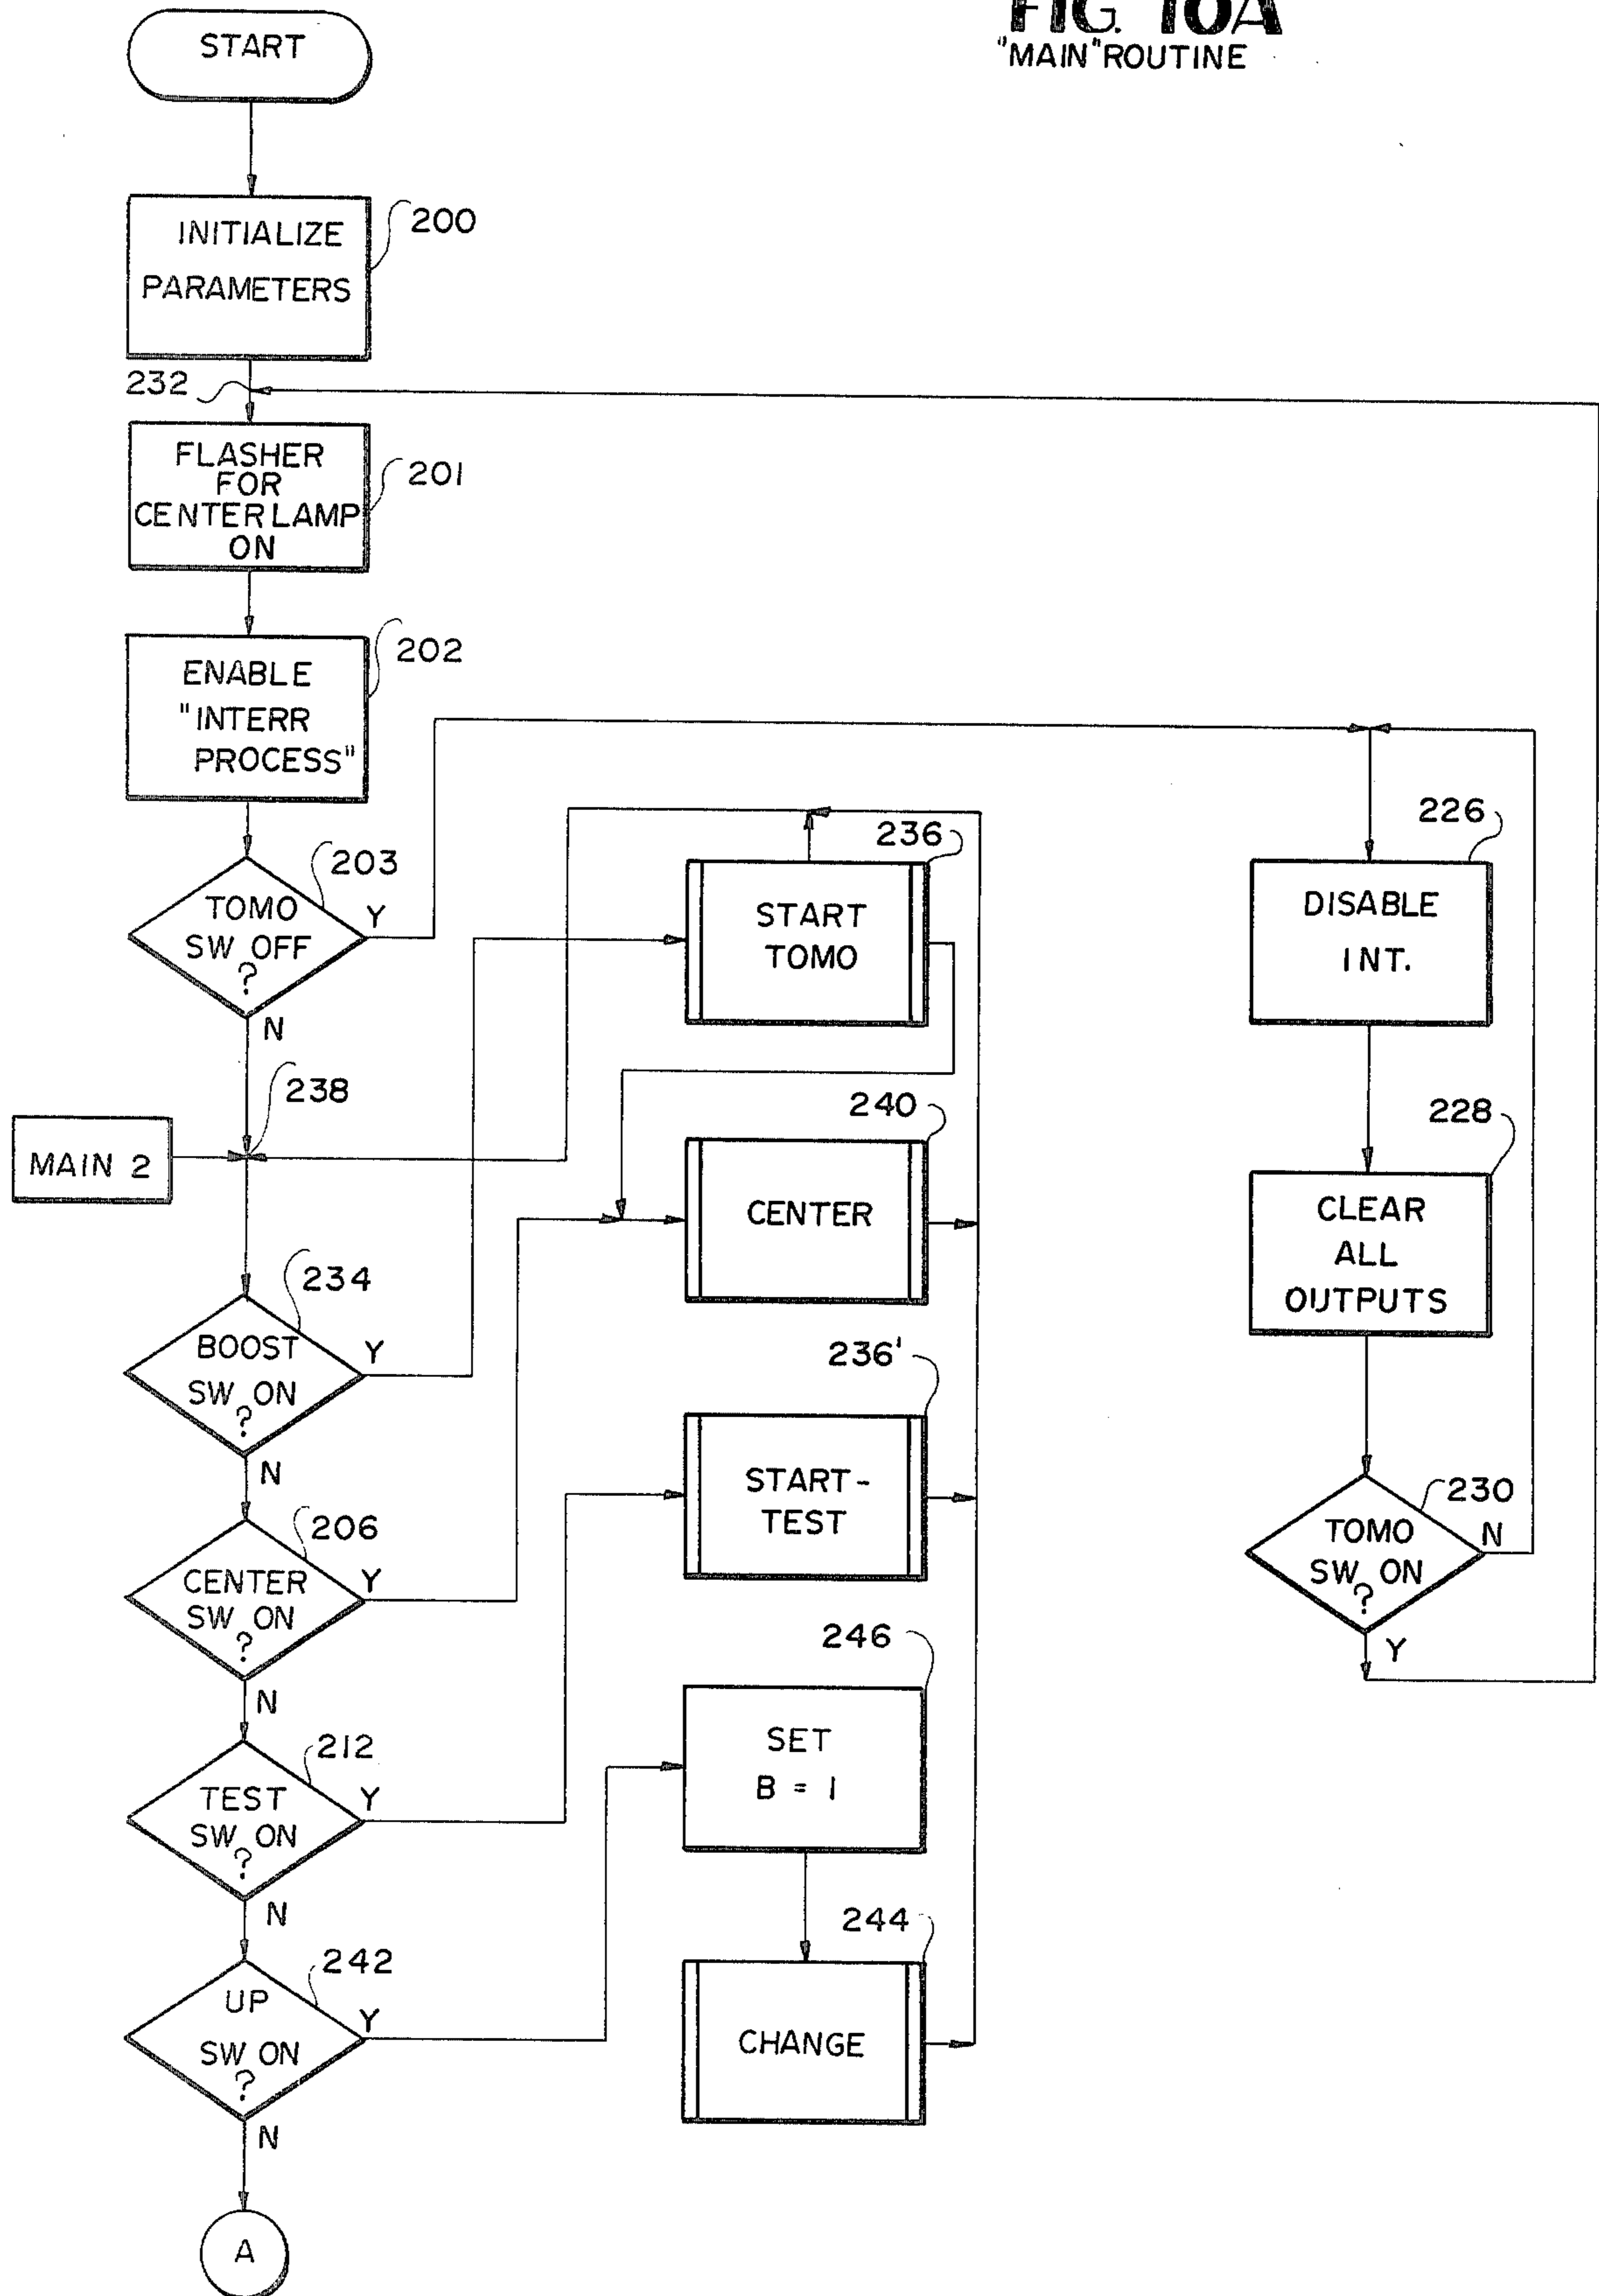 FIG. 10A
"MAIN" ROUTINE
START
INITIALIZE
PARAMETERS
200
232
FLASHER
FOR
CENTER LAMP
ON
201
ENABLE
"INTERR
PROCESS"
202
TOMO
SW OFF
?
203
Y
N
238
MAIN 2
BOOST
SW ON
?
234
Y
N
CENTER
SW ON
?
206
Y
N
TEST
SW ON
?
212
Y
N
UP
SW ON
?
242
Y
N
A
236
START
TOMO
240
CENTER
236'
START-
TEST
246
SET
B = 1
244
CHANGE
226
DISABLE
INT.
228
CLEAR
ALL
OUTPUTS
230
TOMO
SW ON
?
N
Y